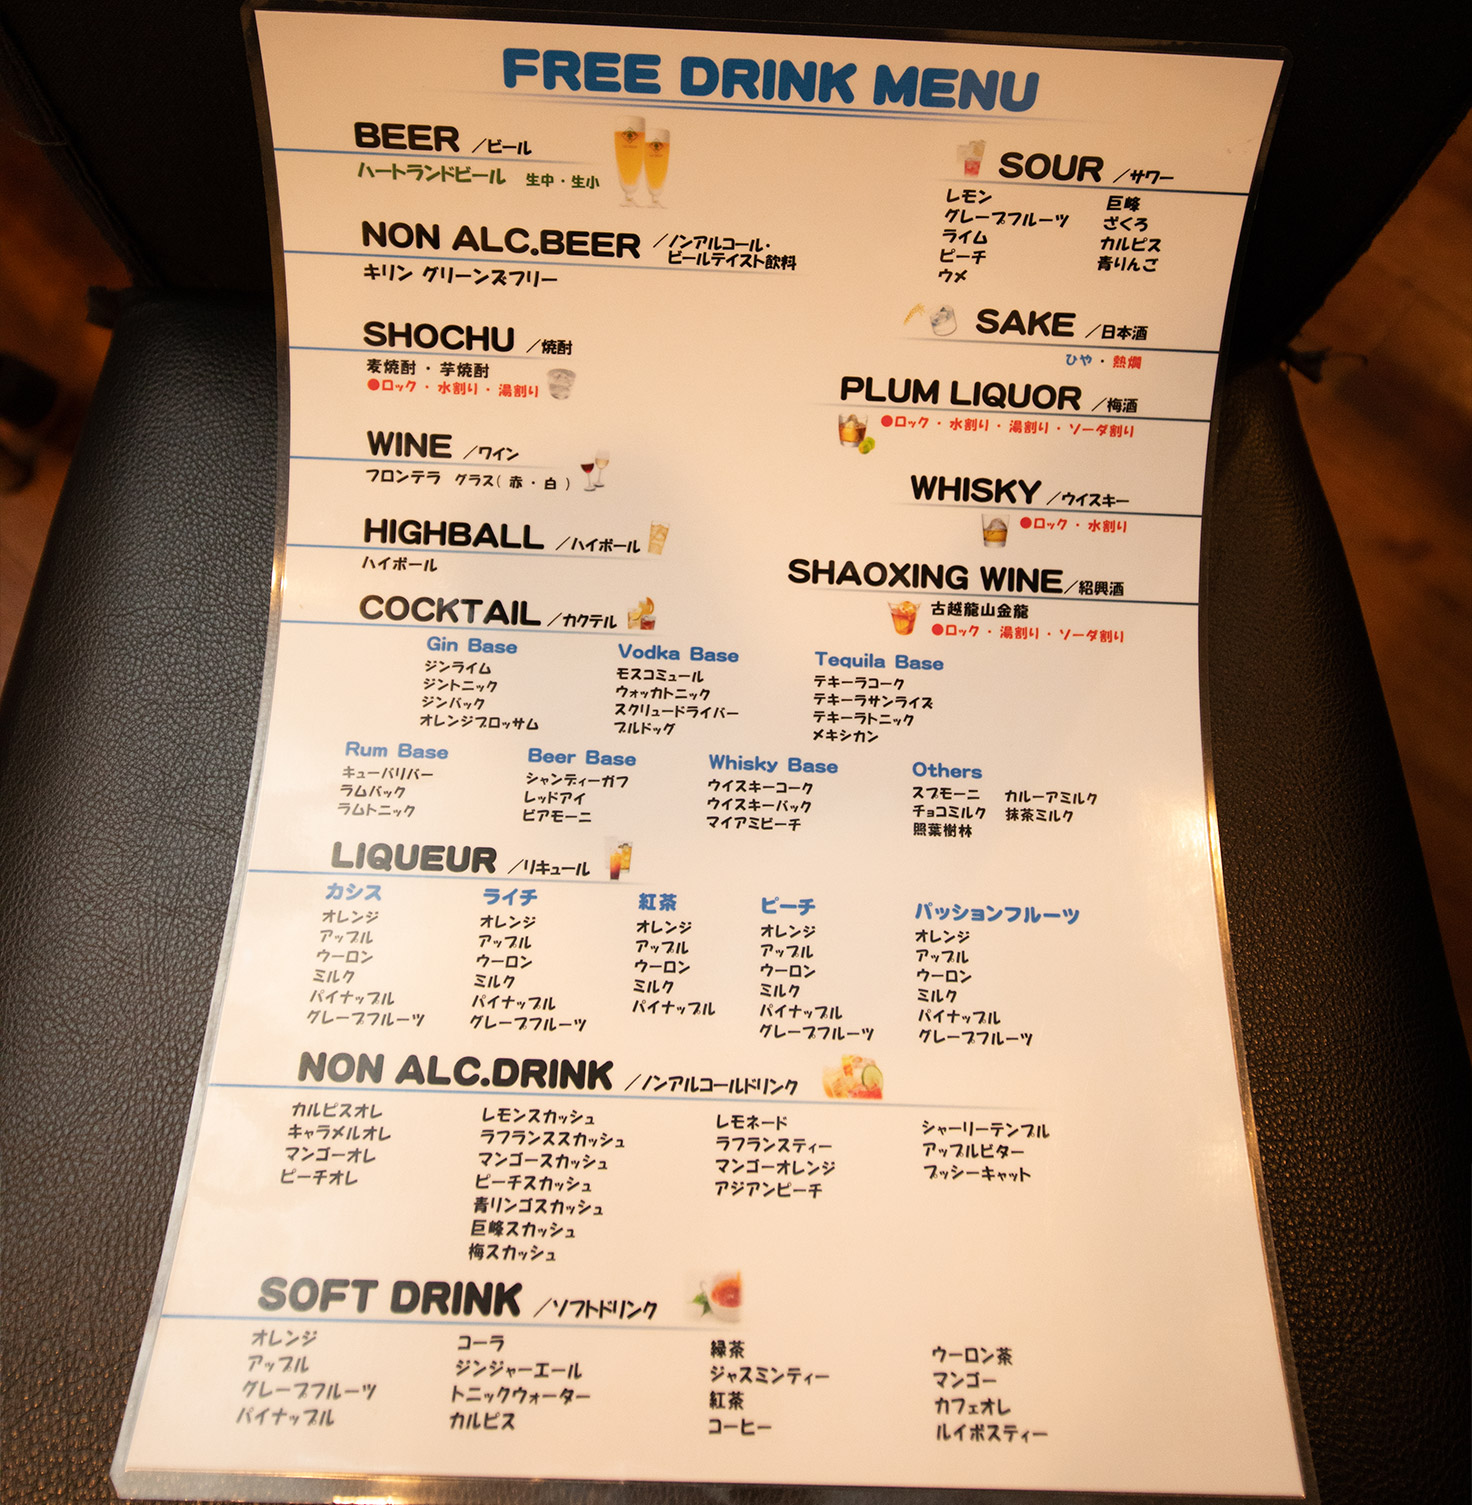 FREE DRINK MENU
BEER /ビール
ハートランドビール 生中・生小
NON ALC.BEER /ノンアルコール・
ビールテイスト飲料
キリン グリーンズフリー
SHOCHU /焼酎
麦焼酎・芋焼酎
●ロック・水割り・湯割り
WINE /ワイン
フロンテラ グラス(赤・白)
HIGHBALL /ハイボール
ハイボール
SOUR /サワー
レモン 巨峰
グレープフルーツ ざくろ
ライム カルピス
ピーチ 青りんご
ウメ
SAKE /日本酒
ひや・熱燗
PLUM LIQUOR /梅酒
●ロック・水割り・湯割り・ソーダ割り
WHISKY /ウイスキー
●ロック・水割り
SHAOXING WINE/紹興酒
古越龍山金龍
●ロック・湯割り・ソーダ割り
COCKTAIL /カクテル
Gin Base
ジンライム
ジントニック
ジンバック
オレンジブロッサム
Vodka Base
モスコミュール
ウォッカトニック
スクリュードライバー
ブルドッグ
Tequila Base
テキーラコーク
テキーラサンライズ
テキーラトニック
メキシカン
Rum Base
キューバリバー
ラムバック
ラムトニック
Beer Base
シャンディーガフ
レッドアイ
ビアモーニ
Whisky Base
ウイスキーコーク
ウイスキーバック
マイアミビーチ
Others
スプモーニ カルーアミルク
チョコミルク 抹茶ミルク
照葉樹林
LIQUEUR /リキュール
カシス
オレンジ
アップル
ウーロン
ミルク
パイナップル
グレープフルーツ
ライチ
オレンジ
アップル
ウーロン
ミルク
パイナップル
グレープフルーツ
紅茶
オレンジ
アップル
ウーロン
ミルク
パイナップル
ピーチ
オレンジ
アップル
ウーロン
ミルク
パイナップル
グレープフルーツ
パッションフルーツ
オレンジ
アップル
ウーロン
ミルク
パイナップル
グレープフルーツ
NON ALC.DRINK /ノンアルコールドリンク
カルピスオレ
キャラメルオレ
マンゴーオレ
ピーチオレ
レモンスカッシュ
ラフランススカッシュ
マンゴースカッシュ
ピーチスカッシュ
青リンゴスカッシュ
巨峰スカッシュ
梅スカッシュ
レモネード
ラフランスティー
マンゴーオレンジ
アジアンピーチ
シャーリーテンプル
アップルビター
プッシーキャット
SOFT DRINK /ソフトドリンク
オレンジ
アップル
グレープフルーツ
パイナップル
コーラ
ジンジャーエール
トニックウォーター
カルピス
緑茶
ジャスミンティー
紅茶
コーヒー
ウーロン茶
マンゴー
カフェオレ
ルイボスティー